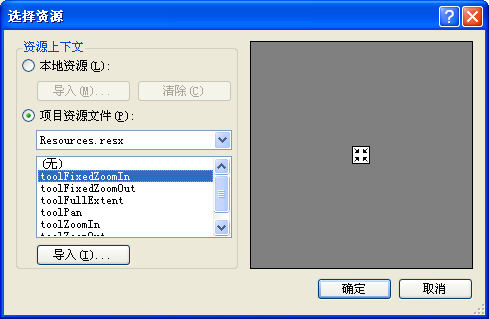 选择资源
资源上下文
本地资源(L):
导入(M)...
清除(C)
项目资源文件(P):
Resources.resx
(无)
toolFixedZoomIn
toolFixedZoomOut
toolFullExtent
toolPan
toolZoomIn
toolZoomOut
导入(I)...
确定
取消